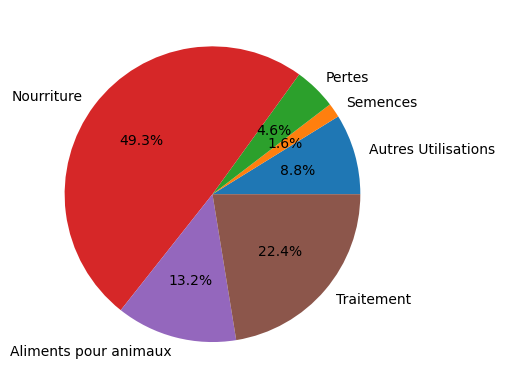 Pertes
Nourriture
Semences
4.6%
49.3%
1.6%
Autres Utilisations
8.8%
22.4%
13.2%
Traitement
Aliments pour animaux